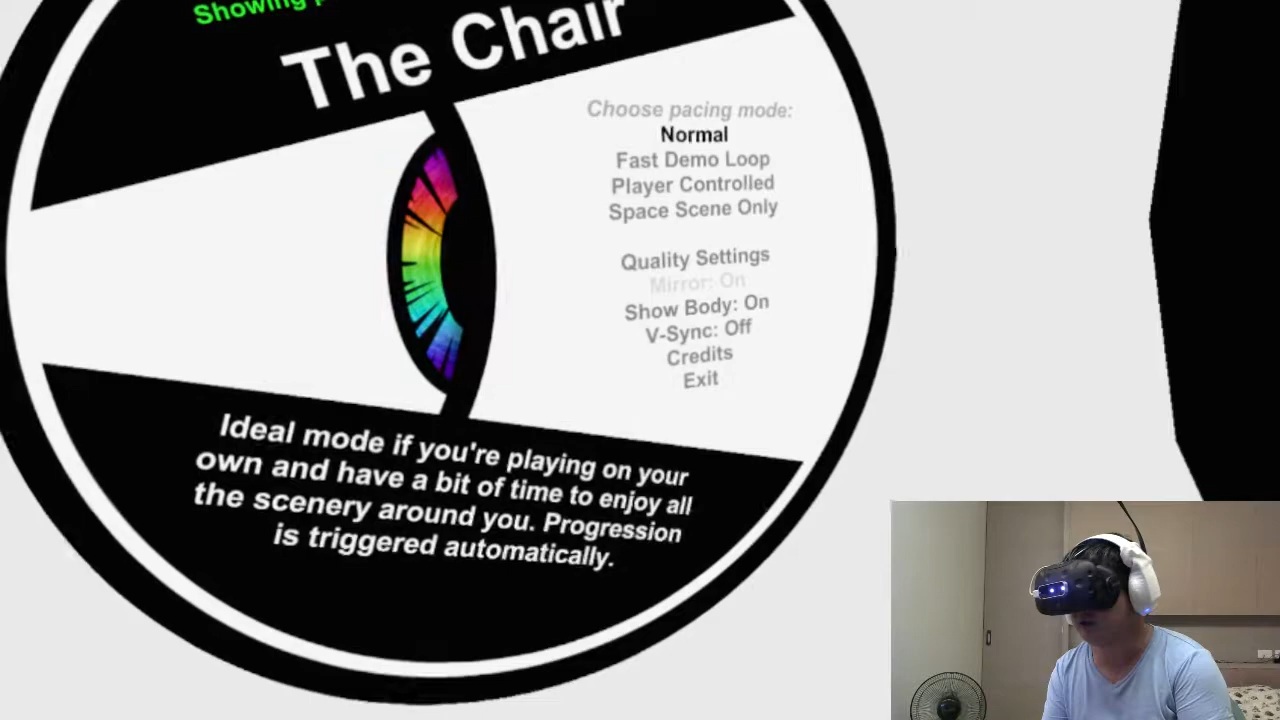 Showing
The Chair
Choose pacing mode:
Normal
Fast Demo Loop
Player Controlled
Space Scene Only
Quality Settings
Mirror: On
Show Body: On
V-Sync: Off
Credits
Exit
Ideal mode if you're playing on your
own and have a bit of time to enjoy all
the scenery around you. Progression
is triggered automatically.